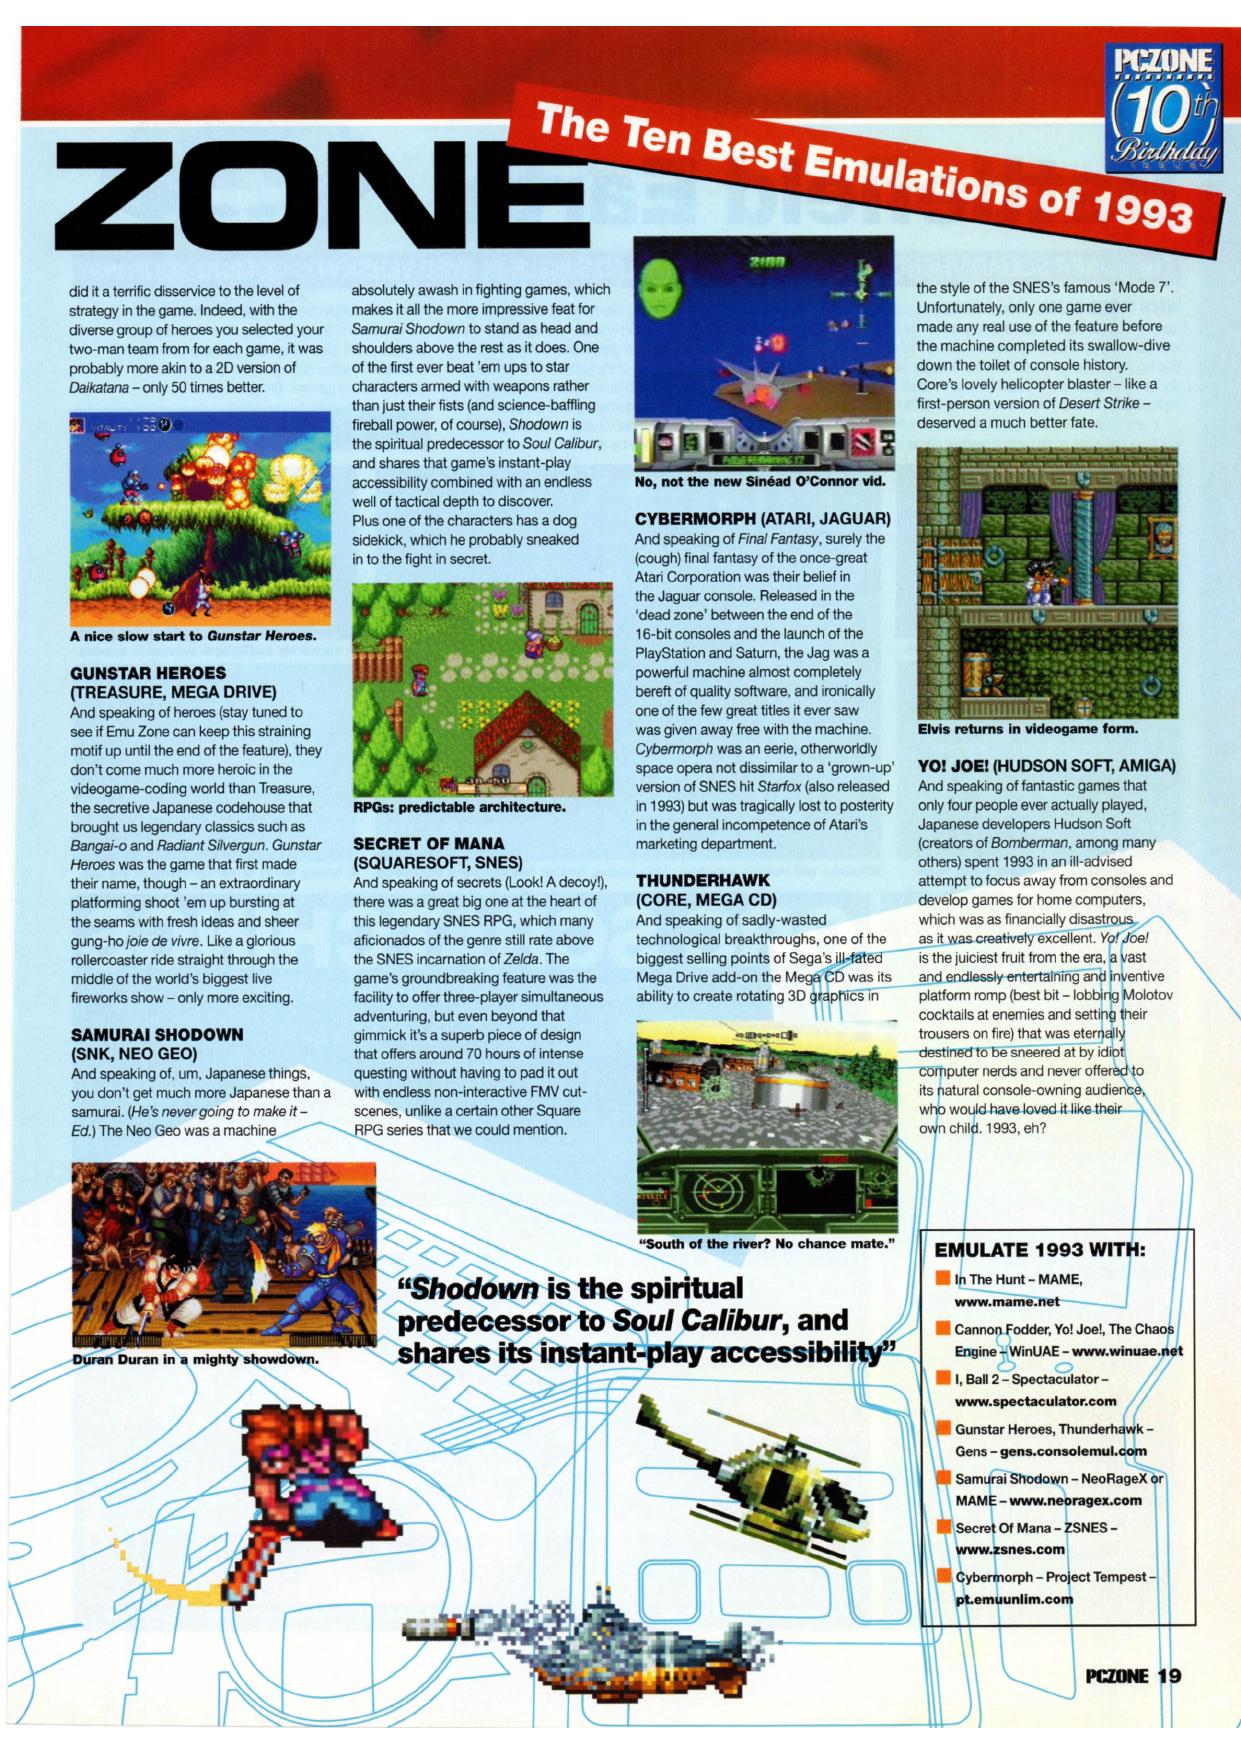 PCZONE
10th
Birthday
The Ten Best Emulations of 1993
ZONE
did it a terrific disservice to the level of
strategy in the game. Indeed, with the
diverse group of heroes you selected your
two-man team from for each game, it was
probably more akin to a 2D version of
Daikatana – only 50 times better.
VITALITY
A nice slow start to Gunstar Heroes.
GUNSTAR HEROES
(TREASURE, MEGA DRIVE)
And speaking of heroes (stay tuned to
see if Emu Zone can keep this straining
motif up until the end of the feature), they
don't come much more heroic in the
videogame-coding world than Treasure,
the secretive Japanese codehouse that
brought us legendary classics such as
Bangai-o and Radiant Silvergun. Gunstar
Heroes was the game that first made
their name, though – an extraordinary
platforming shoot 'em up bursting at
the seams with fresh ideas and sheer
gung-ho joie de vivre. Like a glorious
rollercoaster ride straight through the
middle of the world's biggest live
fireworks show – only more exciting.
SAMURAI SHODOWN
(SNK, NEO GEO)
And speaking of, um, Japanese things,
you don't get much more Japanese than a
samurai. (He's never going to make it –
Ed.) The Neo Geo was a machine
Duran Duran in a mighty showdown.
absolutely awash in fighting games, which
makes it all the more impressive feat for
Samurai Shodown to stand as head and
shoulders above the rest as it does. One
of the first ever beat 'em ups to star
characters armed with weapons rather
than just their fists (and science-baffling
fireball power, of course), Shodown is
the spiritual predecessor to Soul Calibur,
and shares that game's instant-play
accessibility combined with an endless
well of tactical depth to discover.
Plus one of the characters has a dog
sidekick, which he probably sneaked
in to the fight in secret.
RPGs: predictable architecture.
SECRET OF MANA
(SQUARESOFT, SNES)
And speaking of secrets (Look! A decoy!),
there was a great big one at the heart of
this legendary SNES RPG, which many
aficionados of the genre still rate above
the SNES incarnation of Zelda. The
game's groundbreaking feature was the
facility to offer three-player simultaneous
adventuring, but even beyond that
gimmick it's a superb piece of design
that offers around 70 hours of intense
questing without having to pad it out
with endless non-interactive FMV cut-
scenes, unlike a certain other Square
RPG series that we could mention.
2100
No, not the new Sinéad O'Connor vid.
CYBERMORPH (ATARI, JAGUAR)
And speaking of Final Fantasy, surely the
(cough) final fantasy of the once-great
Atari Corporation was their belief in
the Jaguar console. Released in the
'dead zone' between the end of the
16-bit consoles and the launch of the
PlayStation and Saturn, the Jag was a
powerful machine almost completely
bereft of quality software, and ironically
one of the few great titles it ever saw
was given away free with the machine.
Cybermorph was an eerie, otherworldly
space opera not dissimilar to a 'grown-up'
version of SNES hit Starfox (also released
in 1993) but was tragically lost to posterity
in the general incompetence of Atari's
marketing department.
THUNDERHAWK
(CORE, MEGA CD)
And speaking of sadly-wasted
technological breakthroughs, one of the
biggest selling points of Sega's ill-fated
Mega Drive add-on the Mega CD was its
ability to create rotating 3D graphics in
MISSILE
"South of the river? No chance mate."
the style of the SNES's famous 'Mode 7'.
Unfortunately, only one game ever
made any real use of the feature before
the machine completed its swallow-dive
down the toilet of console history.
Core's lovely helicopter blaster – like a
first-person version of Desert Strike –
deserved a much better fate.
Elvis returns in videogame form.
YO! JOE! (HUDSON SOFT, AMIGA)
And speaking of fantastic games that
only four people ever actually played,
Japanese developers Hudson Soft
(creators of Bomberman, among many
others) spent 1993 in an ill-advised
attempt to focus away from consoles and
develop games for home computers,
which was as financially disastrous
as it was creatively excellent. Yo! Joe!
is the juiciest fruit from the era, a vast
and endlessly entertaining and inventive
platform romp (best bit – lobbing Molotov
cocktails at enemies and setting their
trousers on fire) that was eternally
destined to be sneered at by idiot
computer nerds and never offered to
its natural console-owning audience,
who would have loved it like their
own child. 1993, eh?
"Shodown is the spiritual
predecessor to Soul Calibur, and
shares its instant-play accessibility"
EMULATE 1993 WITH:
In The Hunt – MAME,
www.mame.net
Cannon Fodder, Yo! Joe!, The Chaos
Engine – WinUAE – www.winuae.net
I, Ball 2 – Spectaculator –
www.spectaculator.com
Gunstar Heroes, Thunderhawk –
Gens – gens.consolemul.com
Samurai Shodown – NeoRageX or
MAME – www.neoragex.com
Secret Of Mana – ZSNES –
www.zsnes.com
Cybermorph – Project Tempest –
pt.emuunlim.com
PCZONE 19